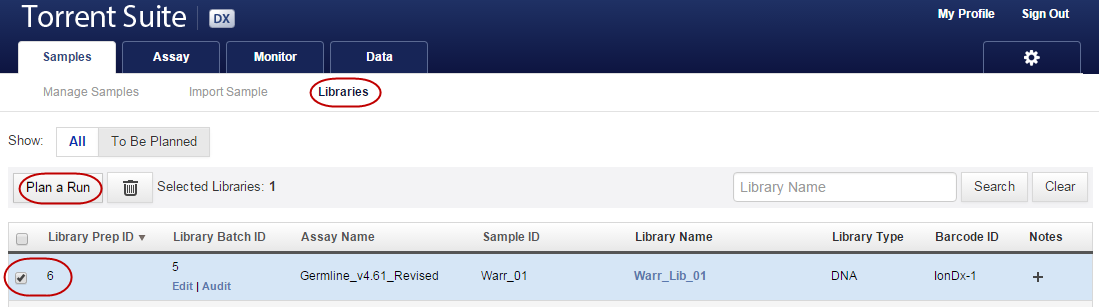 Torrent Suite DX My Profile Sign Out
Samples Assay Monitor Data
Manage Samples Import Sample Libraries
Show: All To Be Planned
Plan a Run Selected Libraries: 1 Library Name Search Clear
Library Prep ID Library Batch ID Assay Name Sample ID Library Name Library Type Barcode ID Notes
6 5 Germline_v4.61_Revised Warr_01 Warr_Lib_01 DNA IonDx-1 +
Edit | Audit